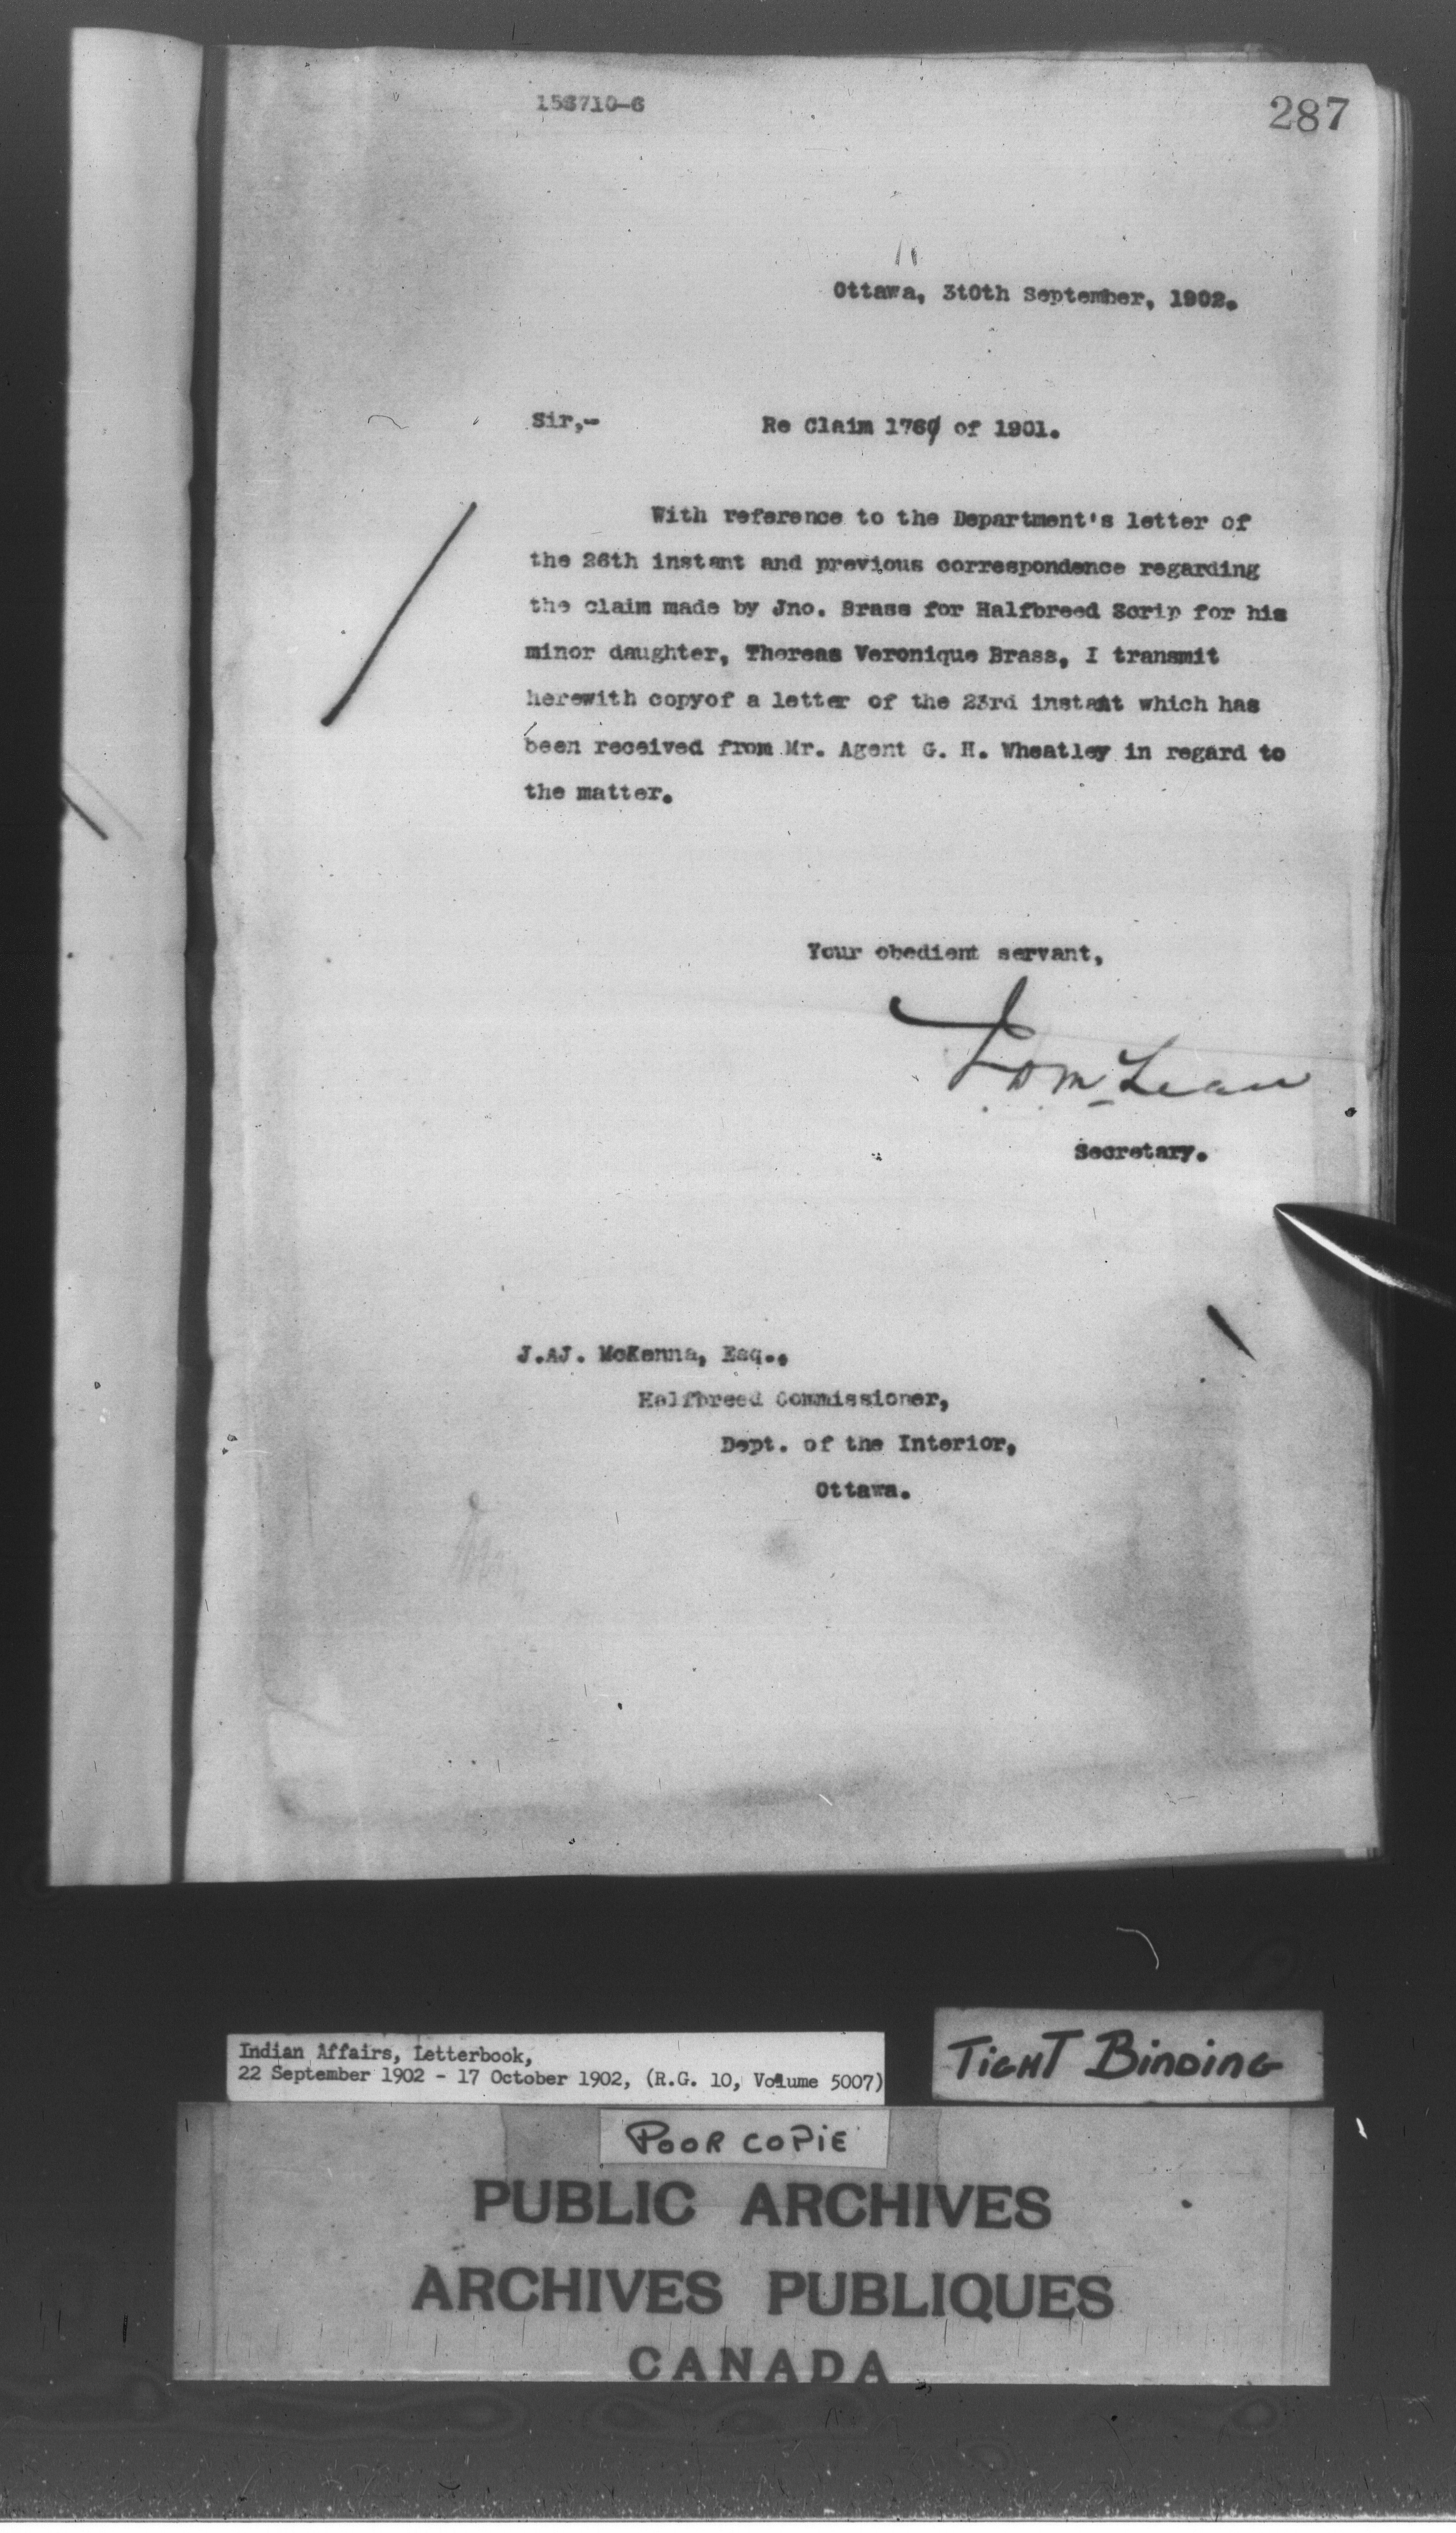 153710-6
287
Ottawa, 3t0th September, 1902.
Sir,-
Re Claim 1760 of 1901.
With reference to the Department's letter of
the 26th instant and previous correspondence regarding
the claim made by Jno. Brass for Halfbreed Scrip for his
minor daughter, Thereas Veronique Brass, I transmit
herewith copyof a letter of the 23rd instant which has
been received from Mr. Agent G. H. Wheatley in regard to
the matter.
Your obedient servant,
J D McLean
Secretary.
J.AJ. McKenna, Esq.,
Halfbreed Commissioner,
Dept. of the Interior,
Ottawa.
Indian Affairs, Letterbook,
22 September 1902 - 17 October 1902, (R.G. 10, Volume 5007)
TIGHT BINDING
POOR COPIE
PUBLIC ARCHIVES
ARCHIVES PUBLIQUES
CANADA